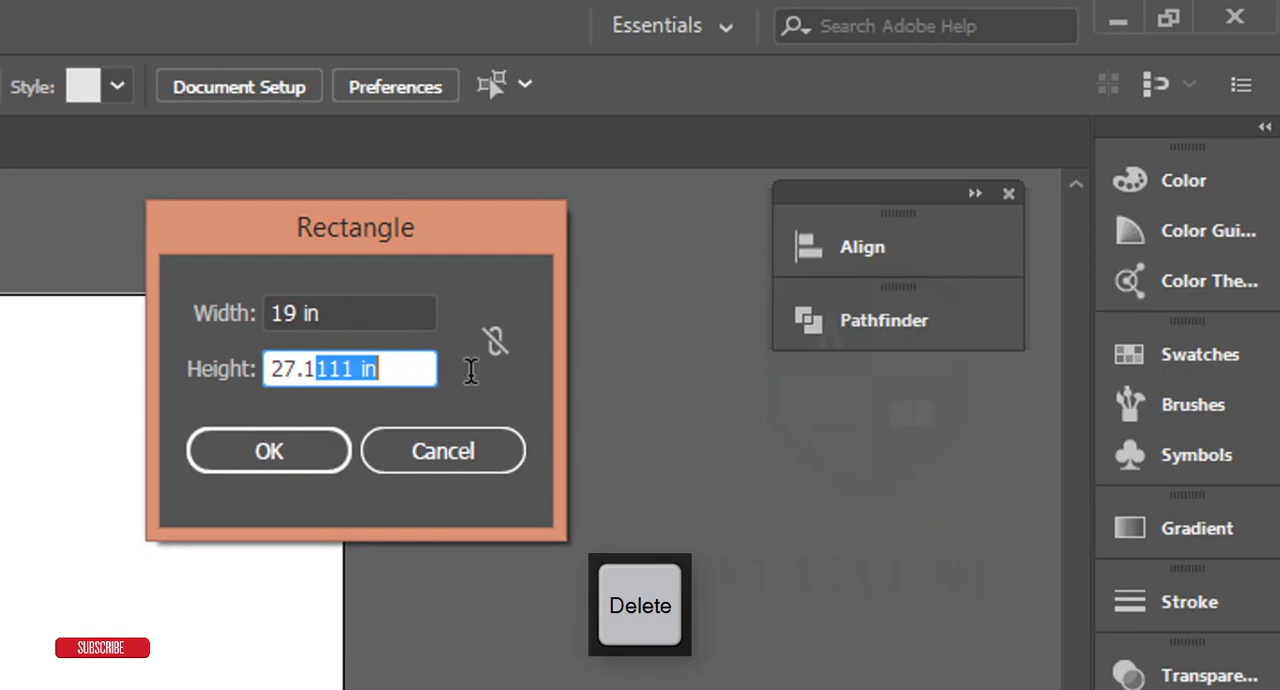 Essentials
Search Adobe Help
Style:
Document Setup
Preferences
Rectangle
Width: 19 in
Height: 27.1111 in
OK
Cancel
Align
Pathfinder
Color
Color Gui...
Color The...
Swatches
Brushes
Symbols
Gradient
Stroke
Transpare...
Delete
SUBSCRIBE